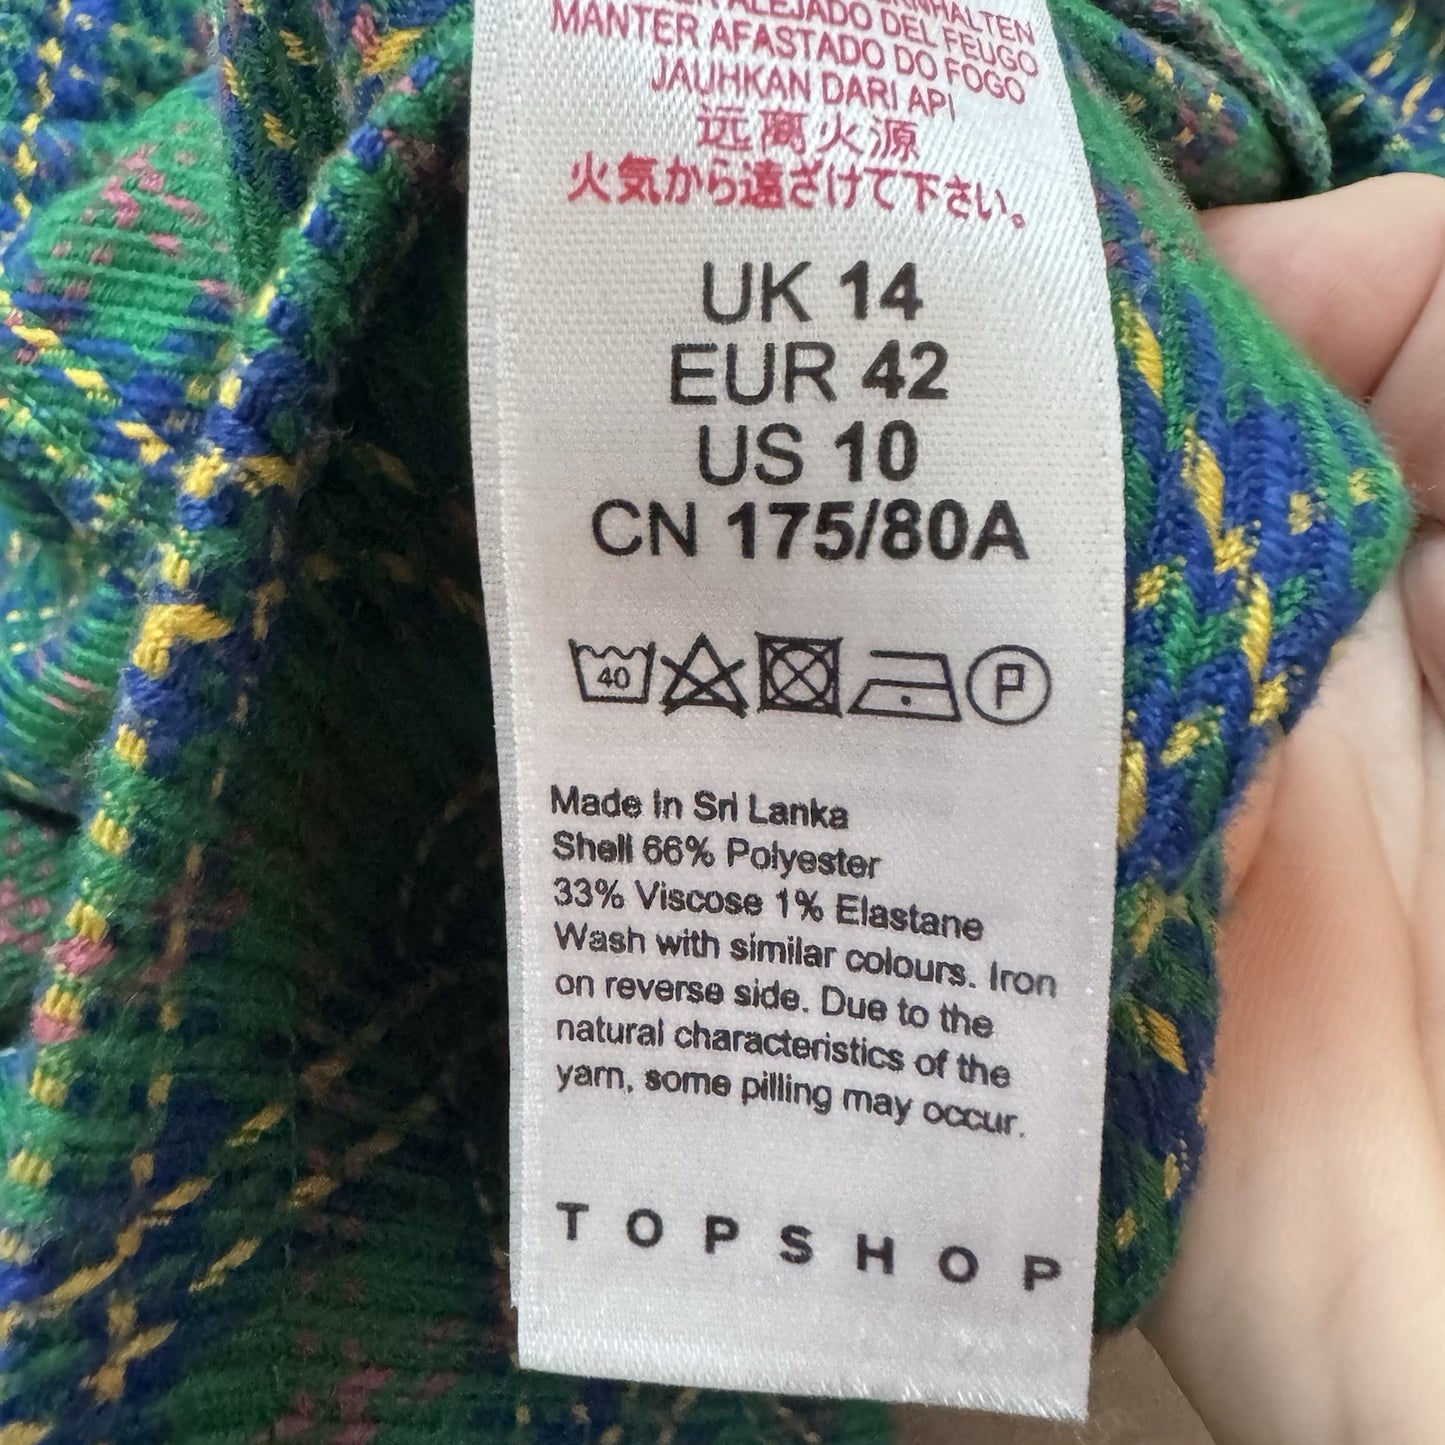 ALEJADO DEL FEUGO
MANTER AFASTADO DO FOGO
JAUHKAN DARI API
远离火源
火気から遠ざけて下さい。
UK 14
EUR 42
US 10
CN 175/80A
40
P
Made In Sri Lanka
Shell 66% Polyester
33% Viscose 1% Elastane
Wash with similar colours. Iron
on reverse side. Due to the
natural characteristics of the
yarn, some pilling may occur.
TOPSHOP